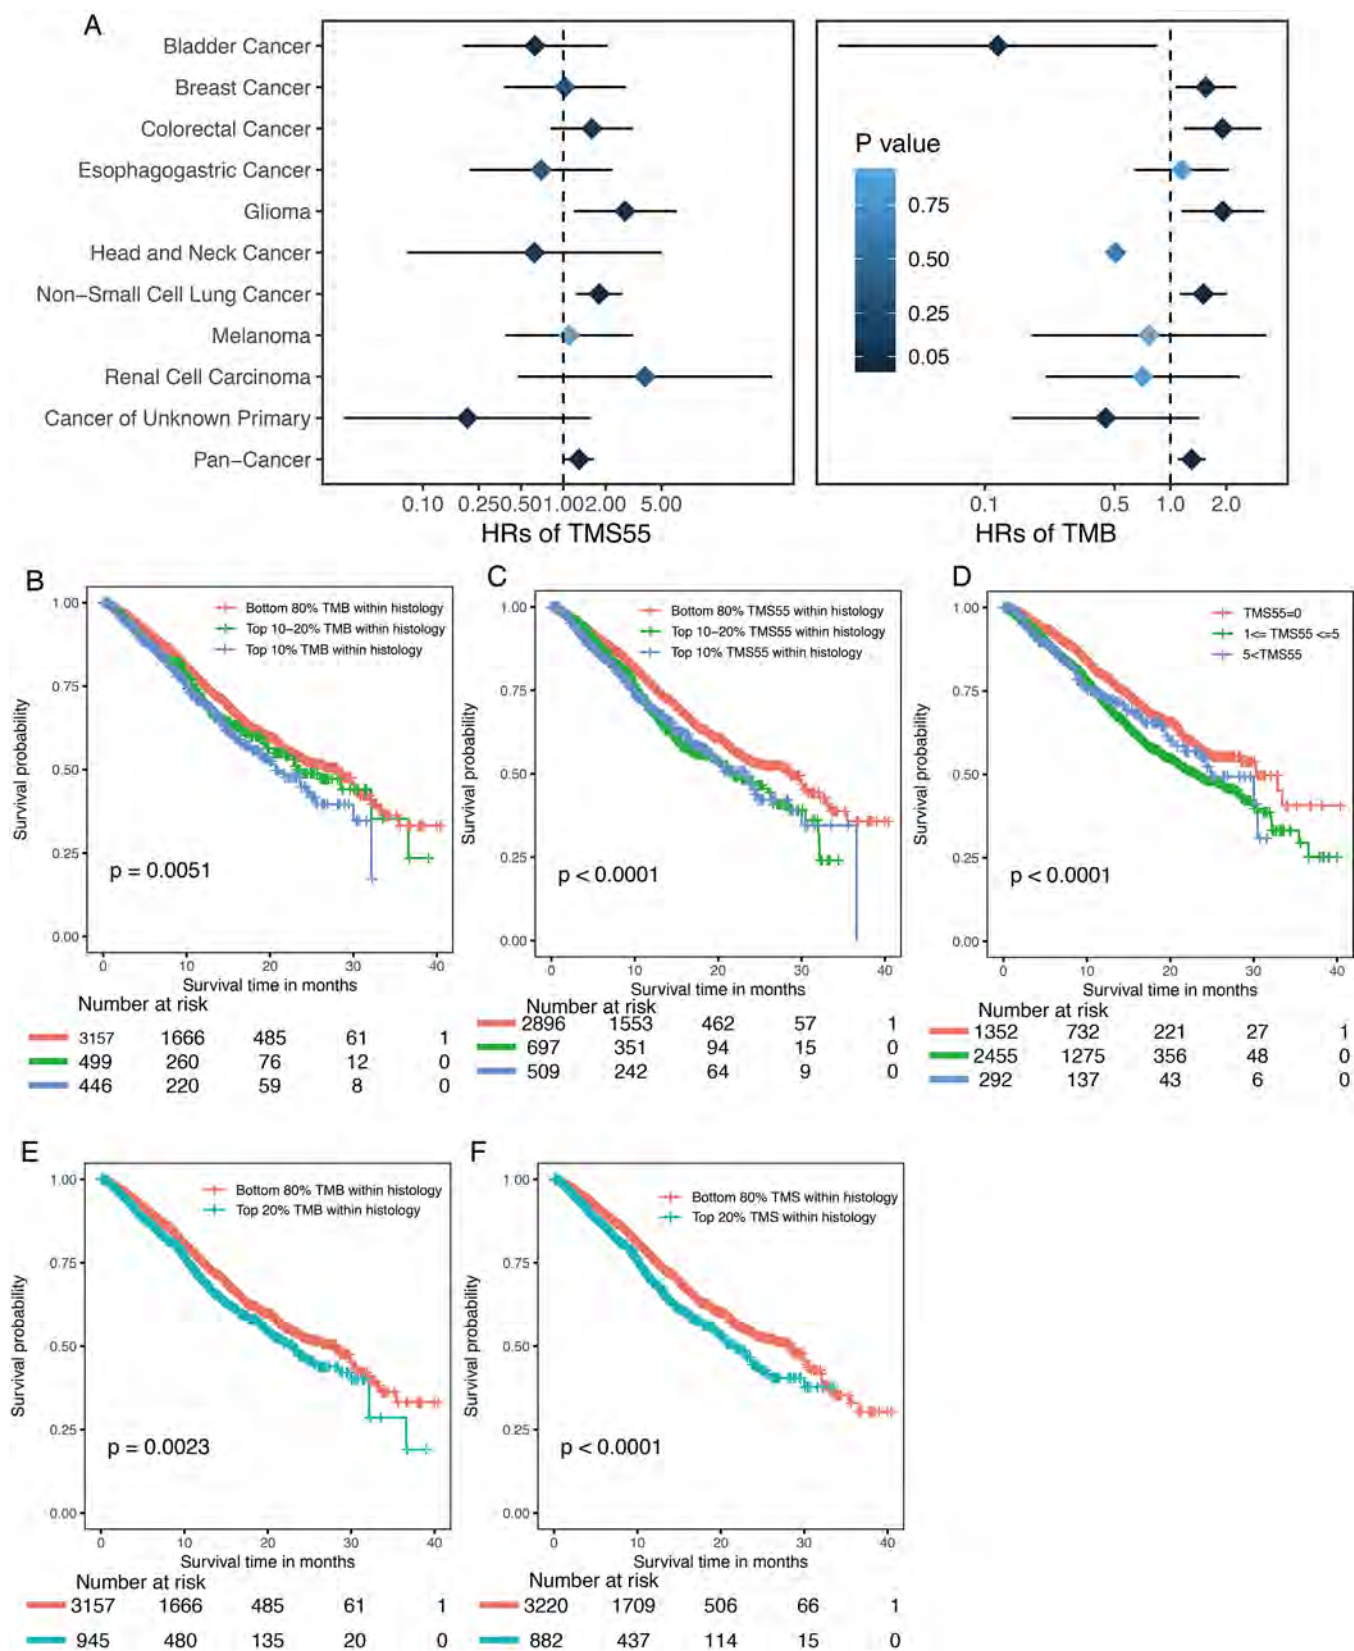 A
Bladder Cancer
Breast Cancer
Colorectal Cancer
Esophagogastric Cancer
Glioma
Head and Neck Cancer
Non−Small Cell Lung Cancer
Melanoma
Renal Cell Carcinoma
Cancer of Unknown Primary
Pan−Cancer
0.10 0.25 0.50 1.00 2.00 5.00
HRs of TMS55
P value
0.75
0.50
0.25
0.05
0.1 0.5 1.0 2.0
HRs of TMB
B
Survival probability
1.00
0.75
0.50
0.25
0.00
Bottom 80% TMB within histology
Top 10−20% TMB within histology
Top 10% TMB within histology
p = 0.0051
0 10 20 30 40
Survival time in months
Number at risk
3157 1666 485 61 1
499 260 76 12 0
446 220 59 8 0
C
Survival probability
1.00
0.75
0.50
0.25
0.00
Bottom 80% TMS55 within histology
Top 10−20% TMS55 within histology
Top 10% TMS55 within histology
p < 0.0001
0 10 20 30 40
Survival time in months
Number at risk
2896 1553 462 57 1
697 351 94 15 0
509 242 64 9 0
D
Survival probability
1.00
0.75
0.50
0.25
0.00
TMS55=0
1<= TMS55 <=5
5<TMS55
p < 0.0001
0 10 20 30 40
Survival time in months
Number at risk
1352 732 221 27 1
2455 1275 356 48 0
292 137 43 6 0
E
Survival probability
1.00
0.75
0.50
0.25
0.00
Bottom 80% TMB within histology
Top 20% TMB within histology
p = 0.0023
0 10 20 30 40
Survival time in months
Number at risk
3157 1666 485 61 1
945 480 135 20 0
F
Survival probability
1.00
0.75
0.50
0.25
0.00
Bottom 80% TMS within histology
Top 20% TMS within histology
p < 0.0001
0 10 20 30 40
Survival time in months
Number at risk
3220 1709 506 66 1
882 437 114 15 0